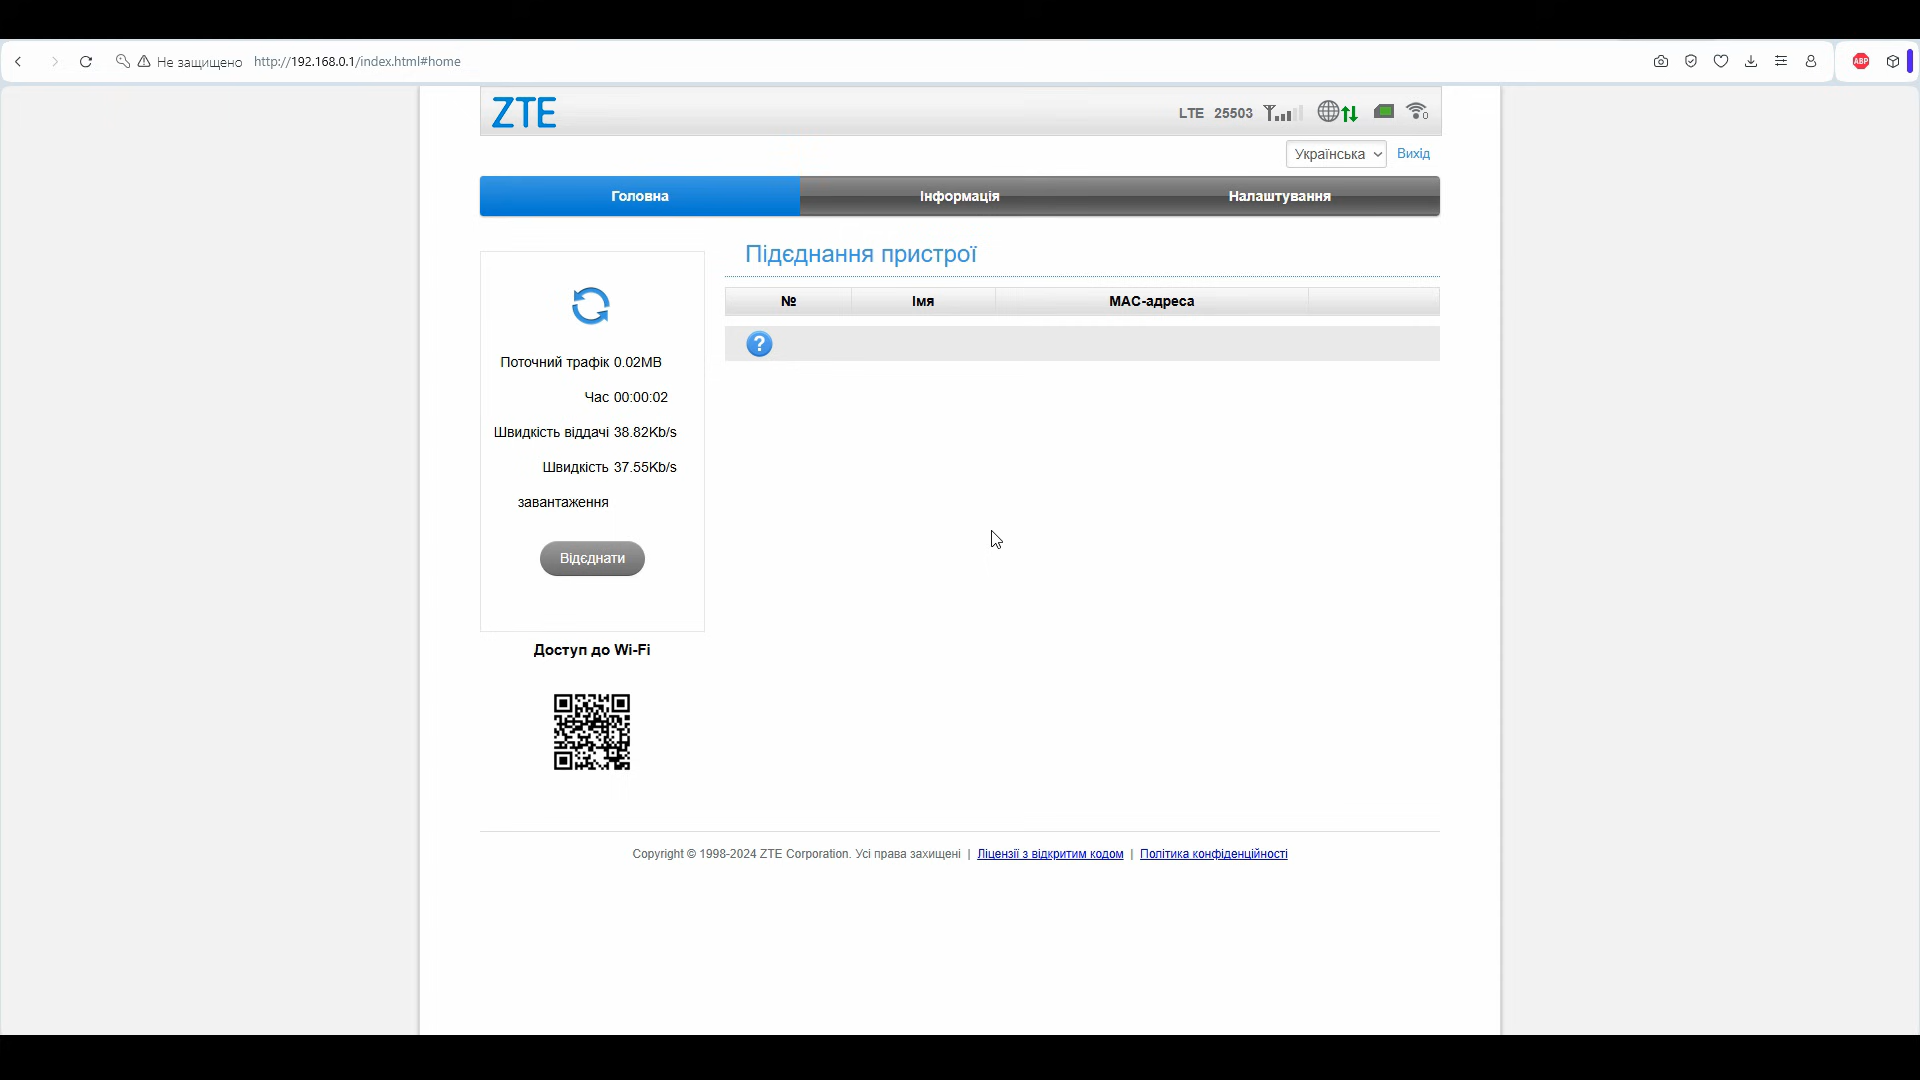 Не защищено http://192.168.0.1/index.html#home
ABP
ZTE
LTE 25503
0
Українська
Вихід
Головна
Інформація
Налаштування
Підєднання пристрої
№ Імя MAC-адреса
?
Поточний трафік 0.02MB
Час 00:00:02
Швидкість віддачі 38.82Kb/s
Швидкість 37.55Kb/s
завантаження
Відєднати
Доступ до Wi-Fi
Copyright © 1998-2024 ZTE Corporation. Усі права захищені | Ліцензії з відкритим кодом | Політика конфіденційності